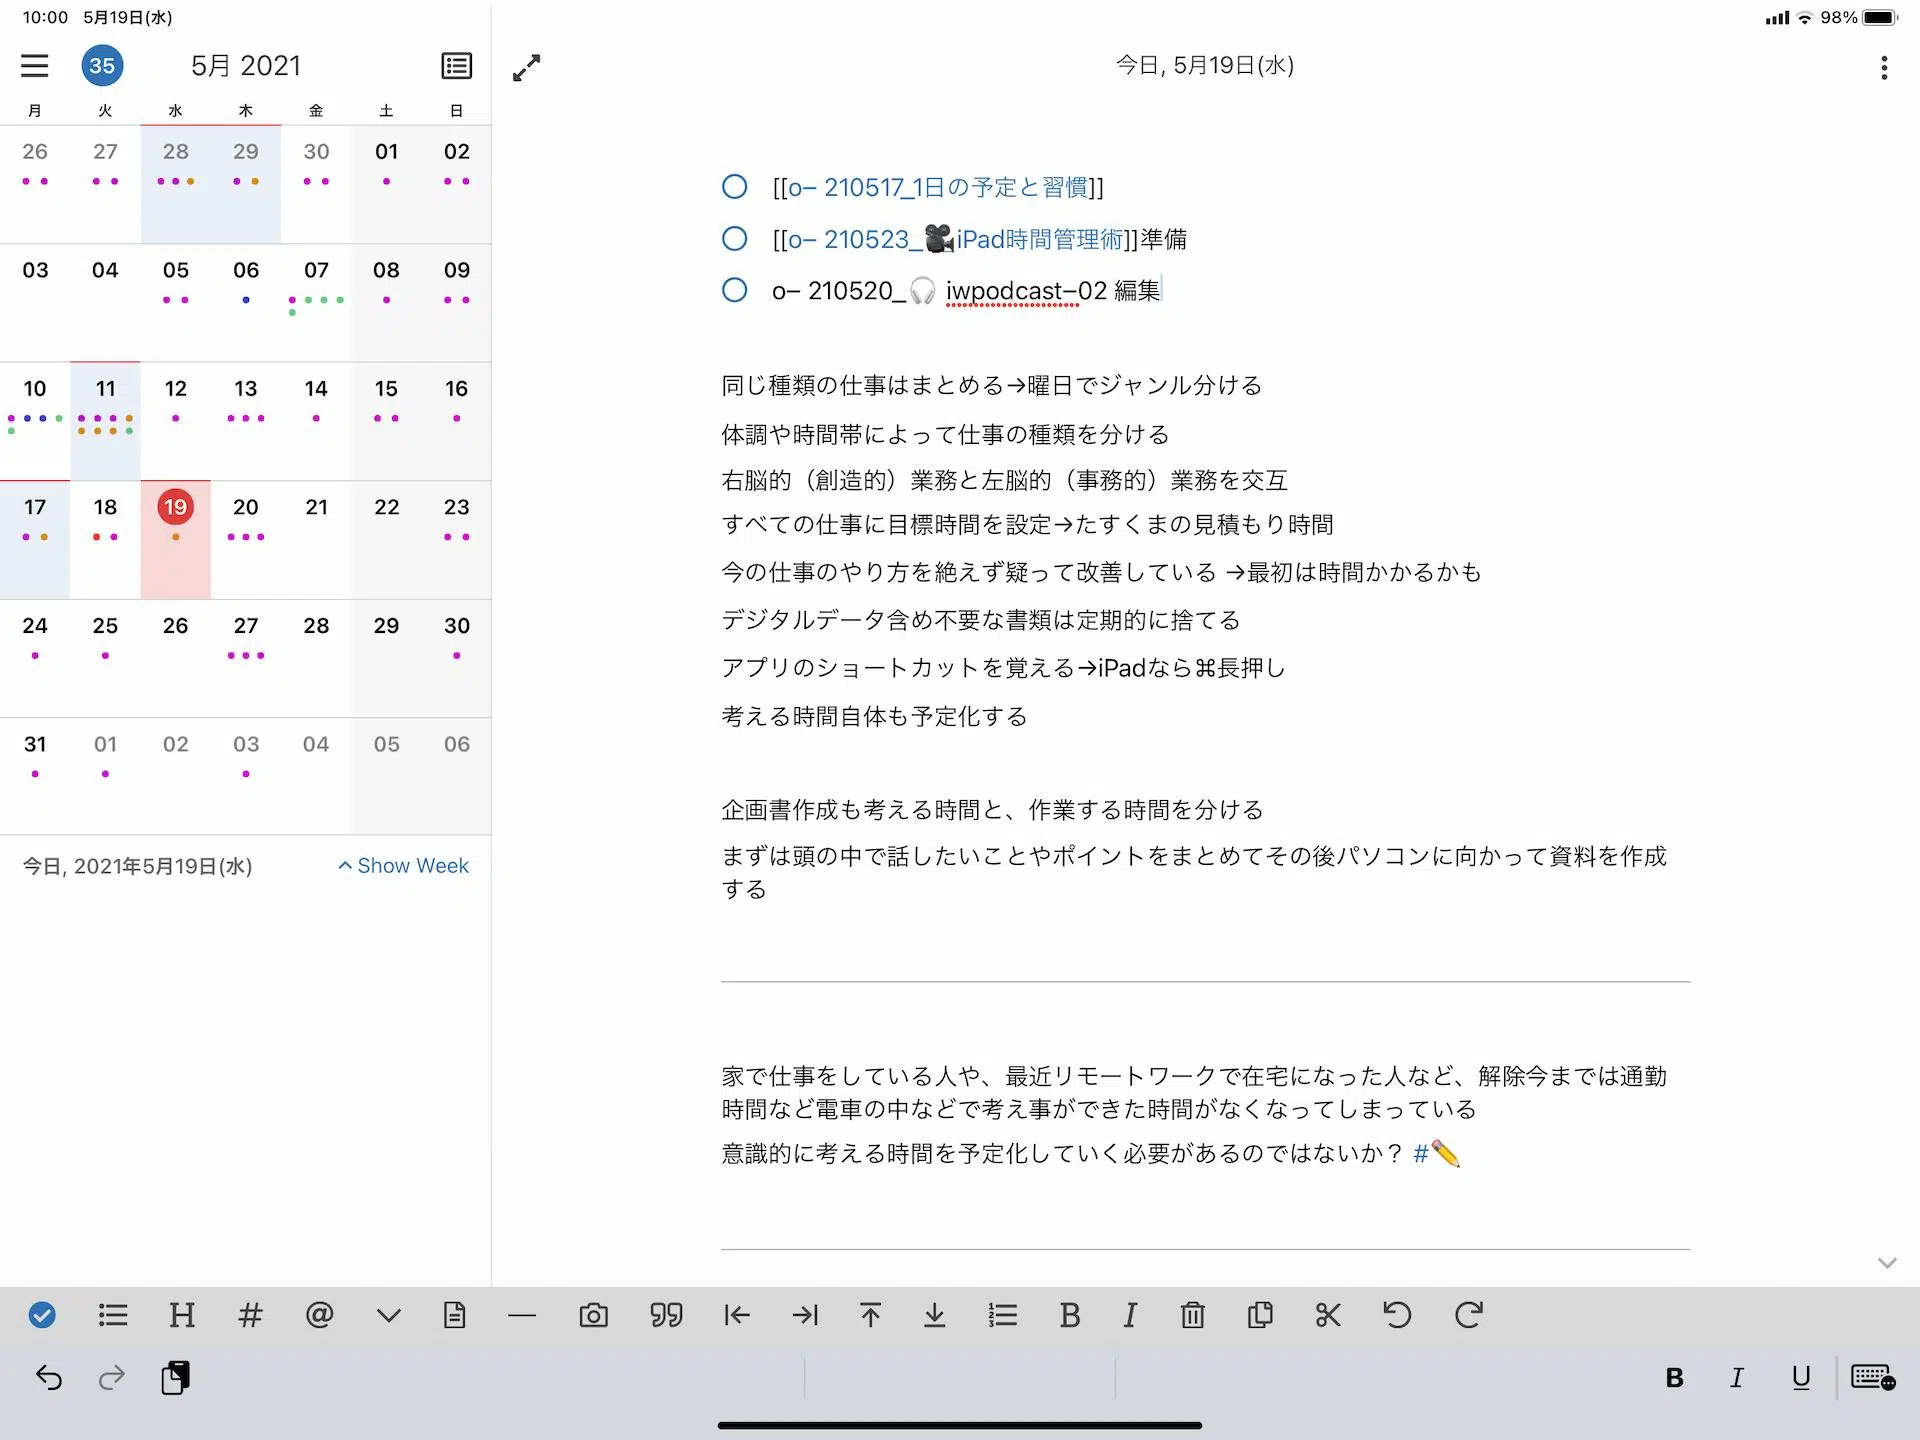 10:00 5月19日(水)
98%
35 5月 2021
月 火 水 木 金 土 日
26 27 28 29 30 01 02
03 04 05 06 07 08 09
10 11 12 13 14 15 16
17 18 19 20 21 22 23
24 25 26 27 28 29 30
31 01 02 03 04 05 06
今日, 2021年5月19日(水) Show Week
今日, 5月19日(水)
[[o– 210517_1日の予定と習慣]]
[[o– 210523_🎥iPad時間管理術]]準備
o– 210520_🎧 iwpodcast–02 編集
同じ種類の仕事はまとめる→曜日でジャンル分ける
体調や時間帯によって仕事の種類を分ける
右脳的（創造的）業務と左脳的（事務的）業務を交互
すべての仕事に目標時間を設定→たすくまの見積もり時間
今の仕事のやり方を絶えず疑って改善している →最初は時間かかるかも
デジタルデータ含め不要な書類は定期的に捨てる
アプリのショートカットを覚える→iPadなら⌘長押し
考える時間自体も予定化する
企画書作成も考える時間と、作業する時間を分ける
まずは頭の中で話したいことやポイントをまとめてその後パソコンに向かって資料を作成
する
家で仕事をしている人や、最近リモートワークで在宅になった人など、解除今までは通勤
時間など電車の中などで考え事ができた時間がなくなってしまっている
意識的に考える時間を予定化していく必要があるのではないか？ #✏️
H # @ B I
B I U